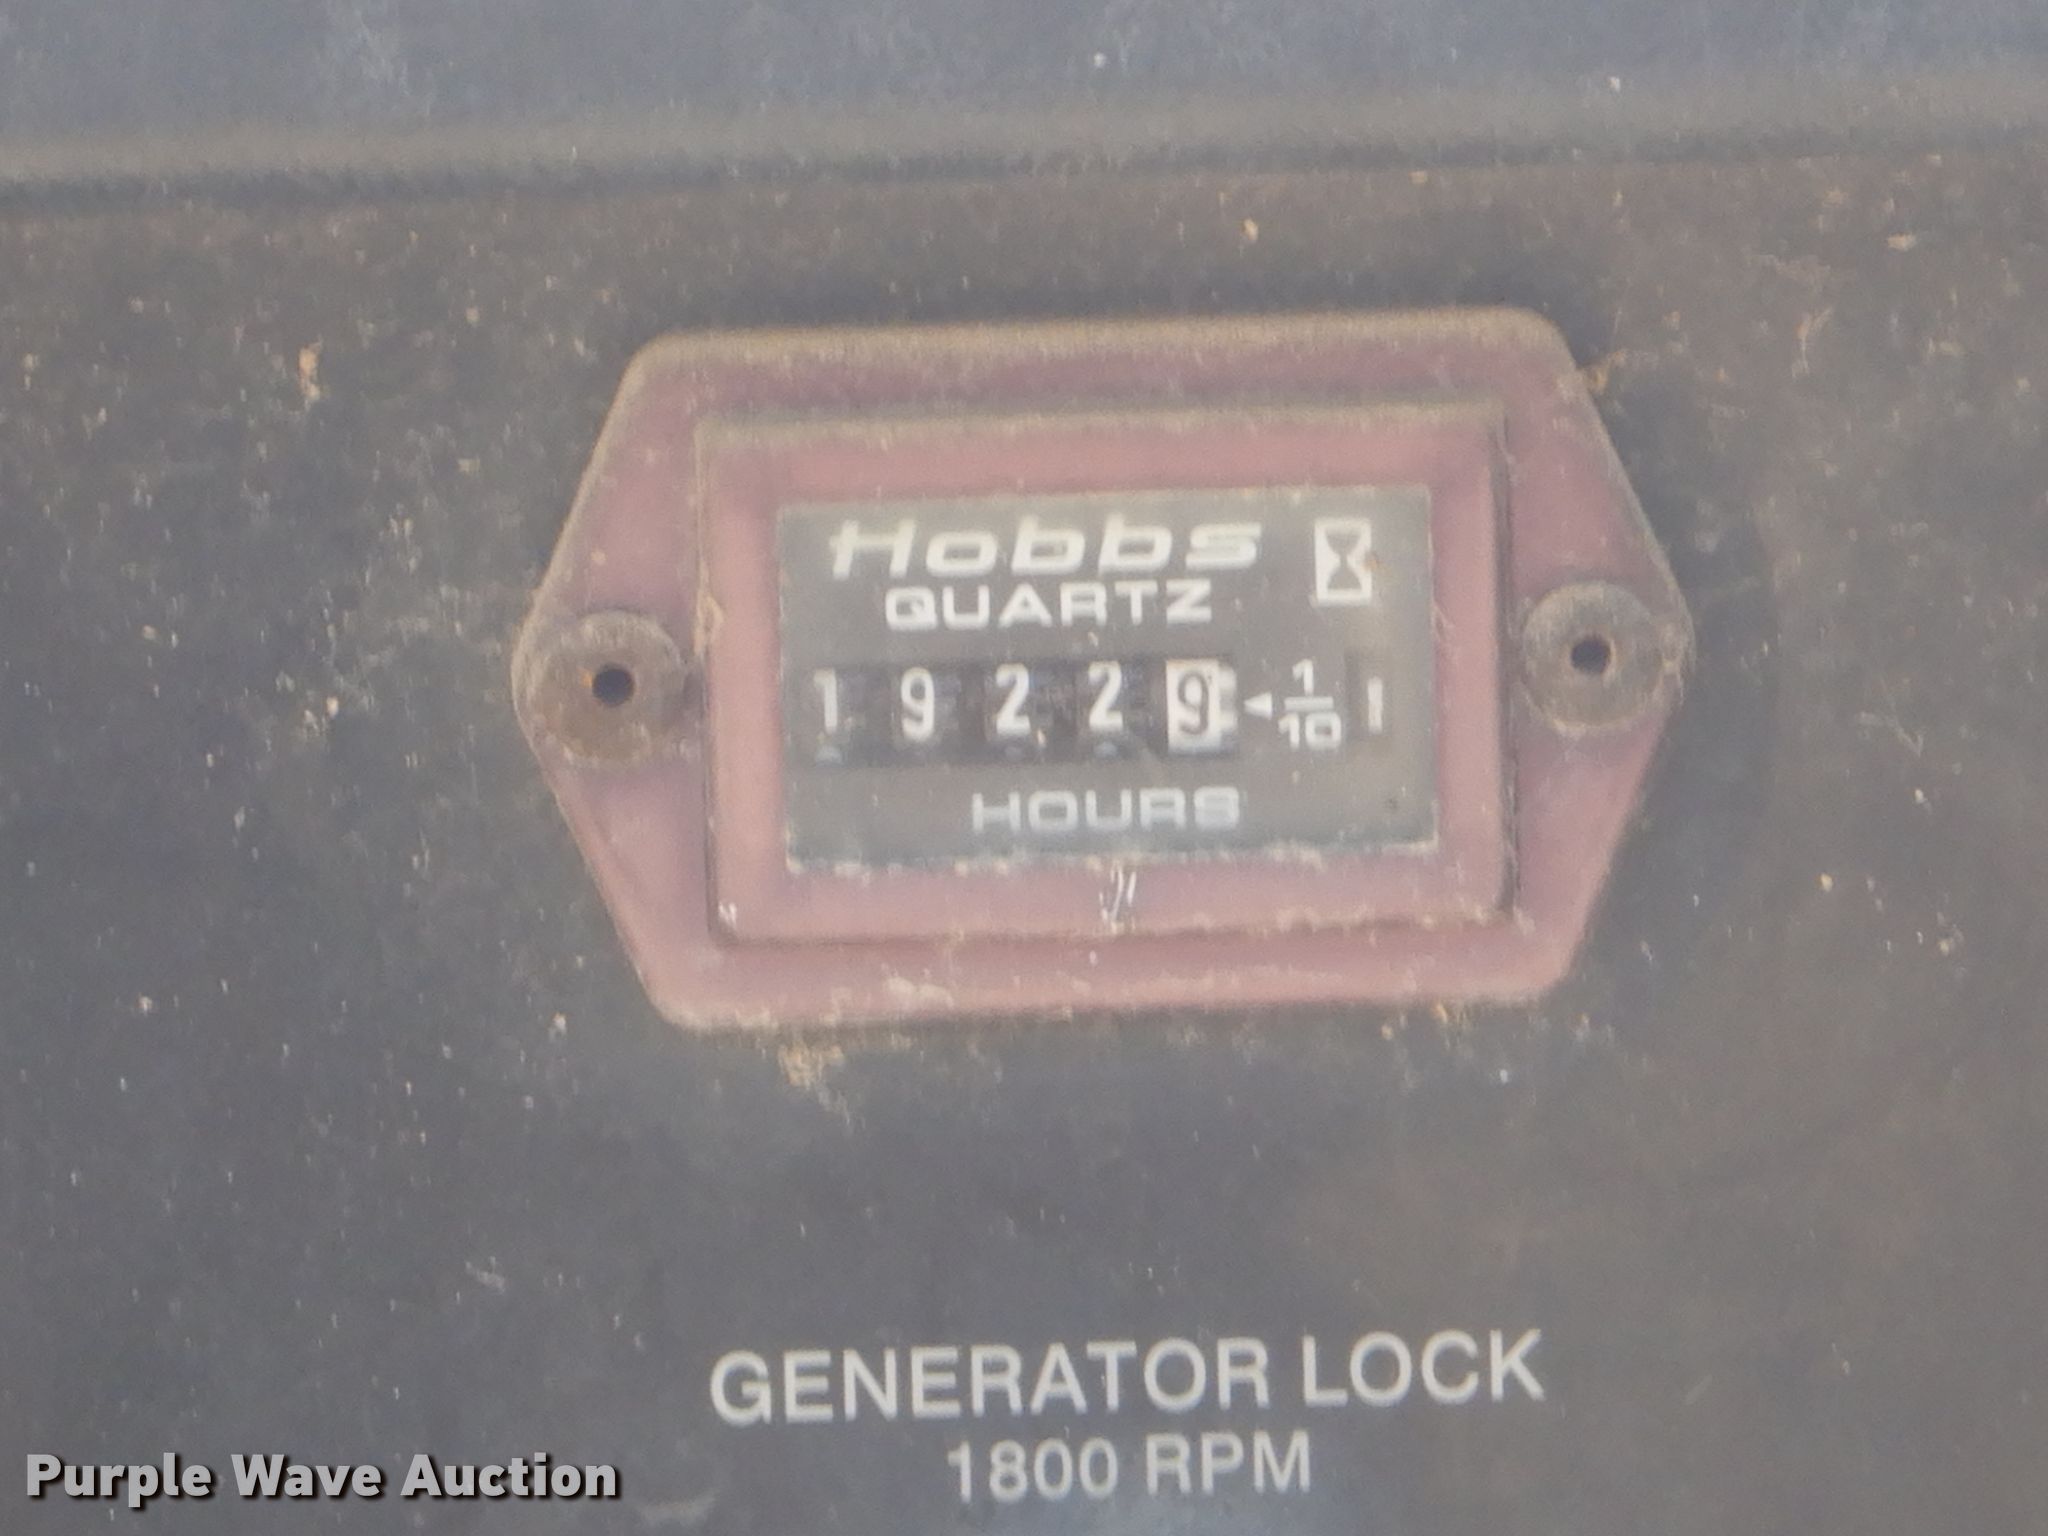 Hobbs
QUARTZ
1 9 2 2 9 ◄ 1/10
HOURS
GENERATOR LOCK
1800 RPM
Purple Wave Auction